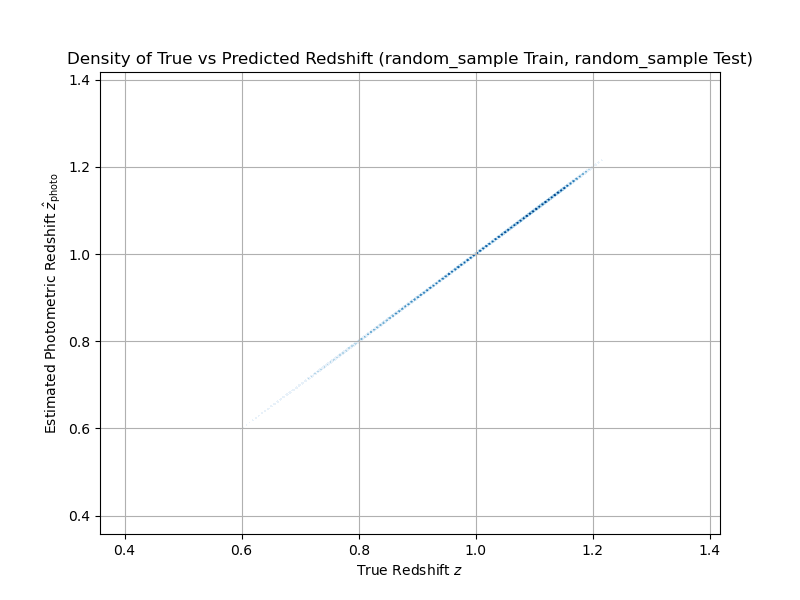 Density of True vs Predicted Redshift (random_sample Train, random_sample Test)
Estimated Photometric Redshift ẑ_photo
1.4
1.2
1.0
0.8
0.6
0.4
0.4 0.6 0.8 1.0 1.2 1.4
True Redshift z